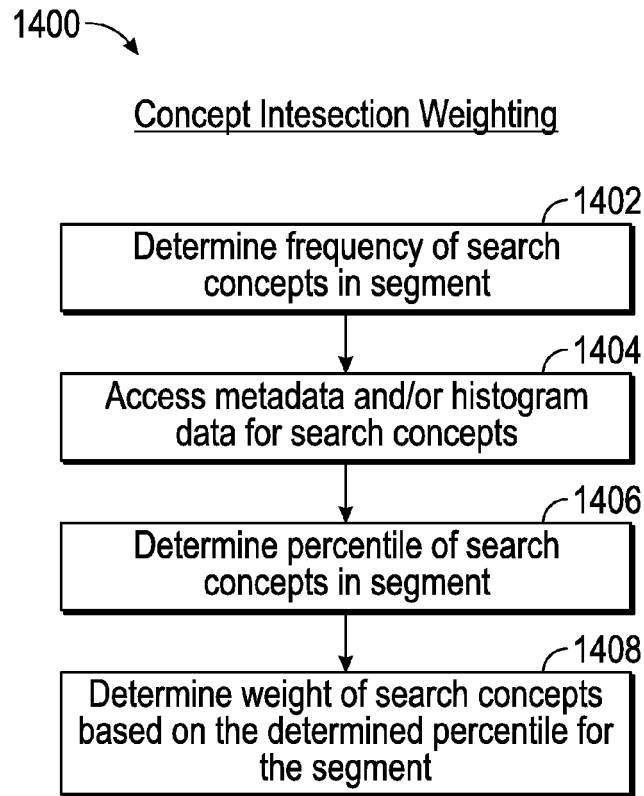 1400
Concept Intesection Weighting
1402
Determine frequency of search
concepts in segment
1404
Access metadata and/or histogram
data for search concepts
1406
Determine percentile of search
concepts in segment
1408
Determine weight of search concepts
based on the determined percentile for
the segment